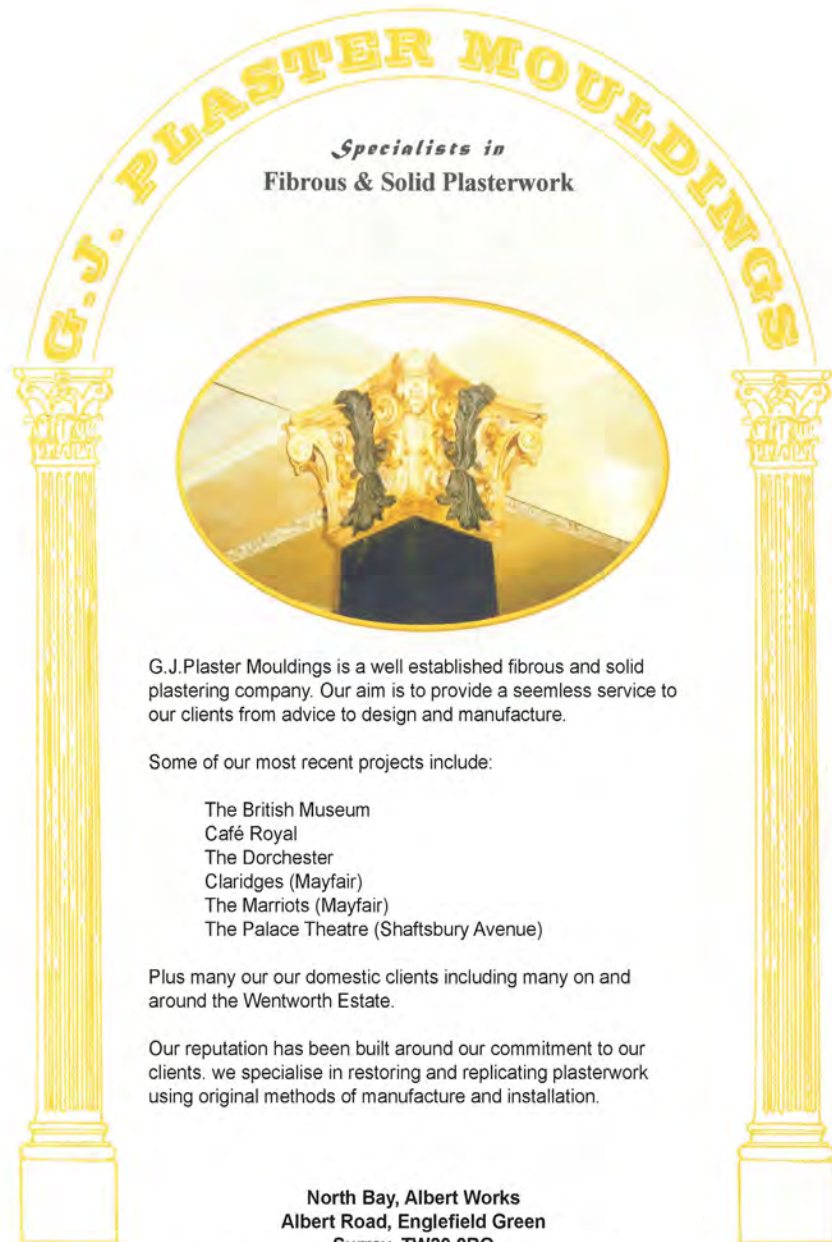 G.J. PLASTER MOULDINGS
Specialists in
Fibrous & Solid Plasterwork
G.J.Plaster Mouldings is a well established fibrous and solid
plastering company. Our aim is to provide a seemless service to
our clients from advice to design and manufacture.
Some of our most recent projects include:
The British Museum
Café Royal
The Dorchester
Claridges (Mayfair)
The Marriots (Mayfair)
The Palace Theatre (Shaftsbury Avenue)
Plus many our our domestic clients including many on and
around the Wentworth Estate.
Our reputation has been built around our commitment to our
clients. we specialise in restoring and replicating plasterwork
using original methods of manufacture and installation.
North Bay, Albert Works
Albert Road, Englefield Green
Surrey, TW20